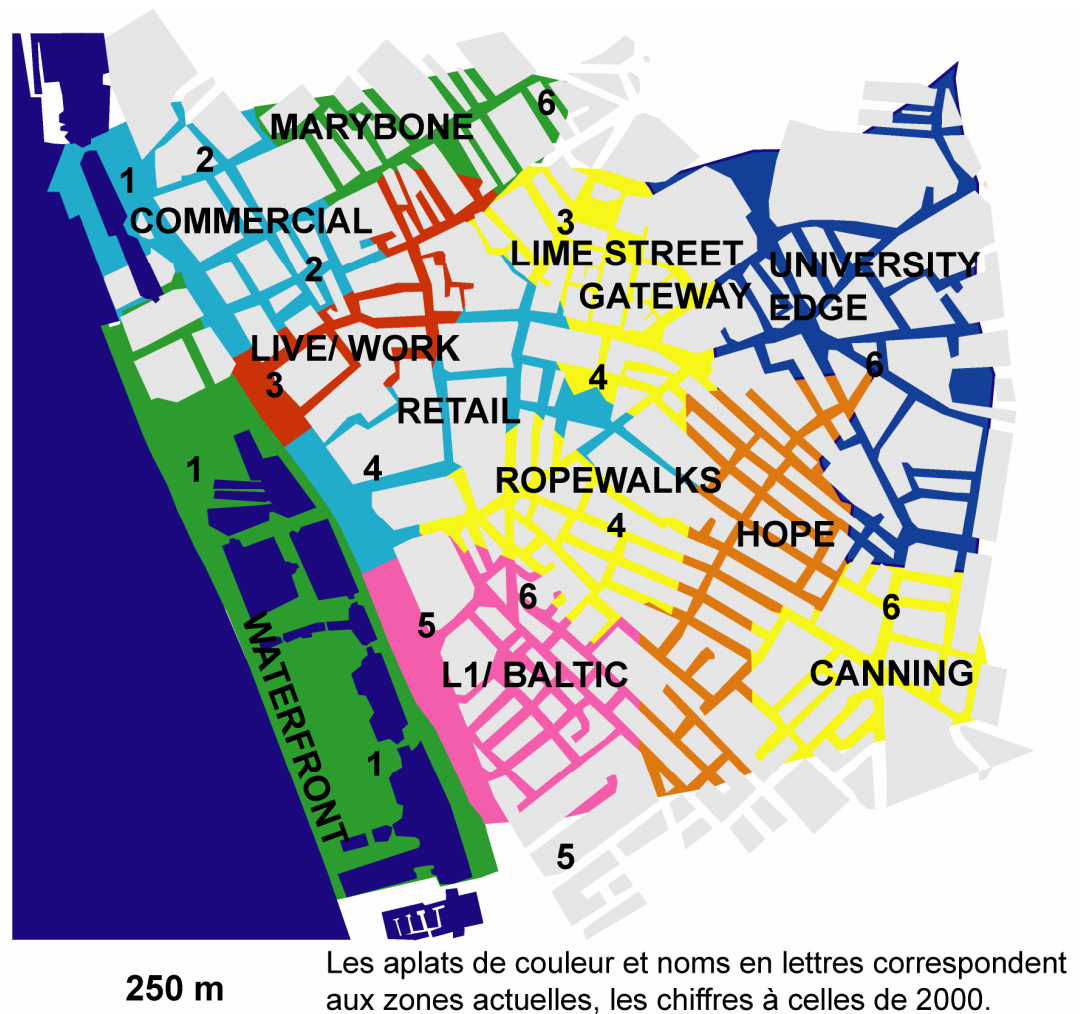 6
MARYBONE
2
1
3
COMMERCIAL
LIME STREET
GATEWAY
UNIVERSITY
EDGE
2
LIVE/ WORK
3
4
6
RETAIL
4
1
ROPEWALKS
4
HOPE
6
6
5
WATERFRONT
L1/ BALTIC
CANNING
1
5
250 m
Les aplats de couleur et noms en lettres correspondent
aux zones actuelles, les chiffres à celles de 2000.